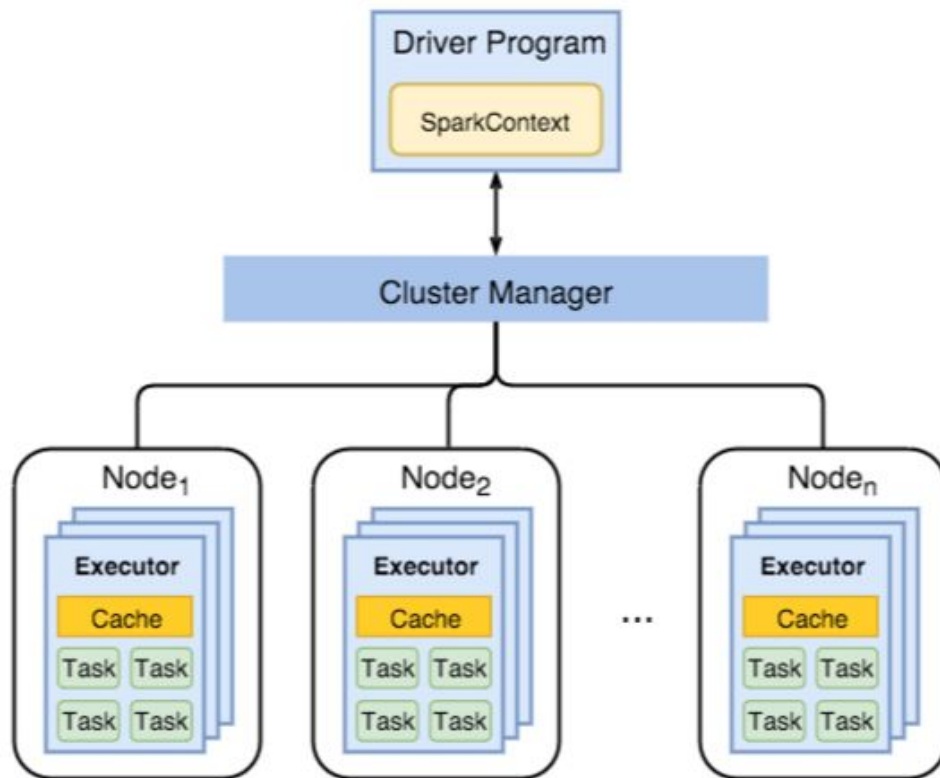 Driver Program
SparkContext
Cluster Manager
Node₁
Executor
Cache
Task Task
Task Task
Node₂
Executor
Cache
Task Task
Task Task
...
Nodeₙ
Executor
Cache
Task Task
Task Task